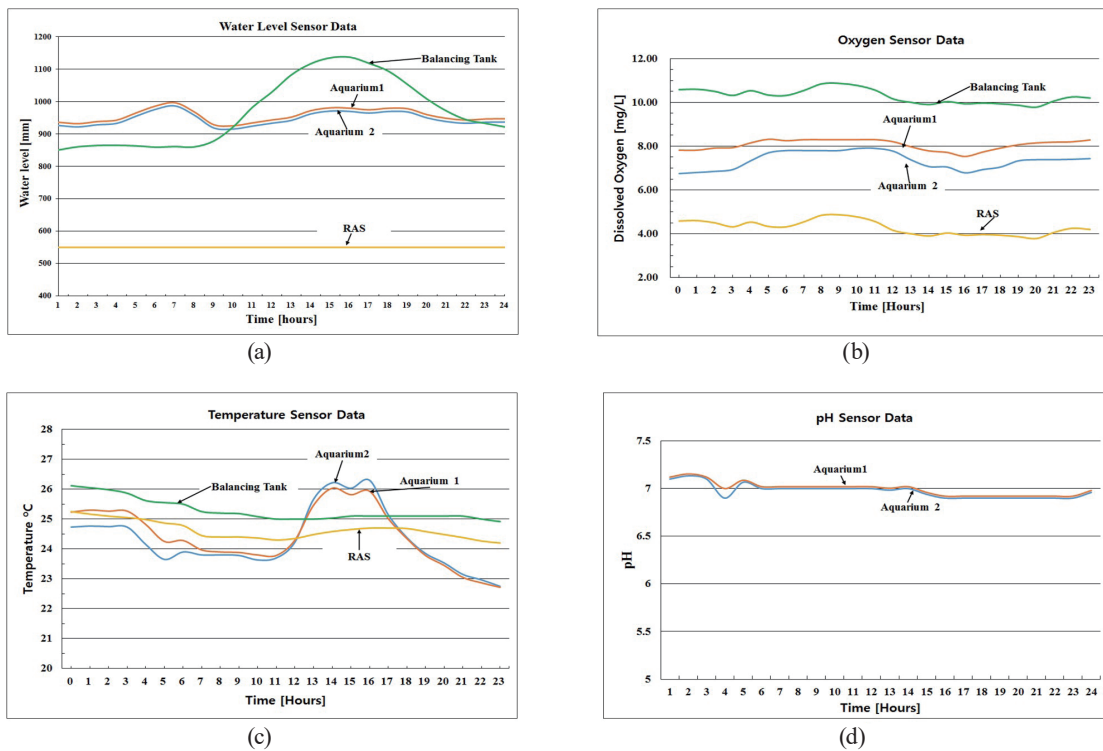 Water Level Sensor Data
1200
1100
1000
900
800
700
600
500
400
Water level [mm]
Balancing Tank
Aquarium1
Aquarium 2
RAS
1 2 3 4 5 6 7 8 9 10 11 12 13 14 15 16 17 18 19 20 21 22 23 24
Time [hours]
(a)
Oxygen Sensor Data
12.00
10.00
8.00
6.00
4.00
2.00
Dissolved Oxygen [mg/L]
Balancing Tank
Aquarium1
Aquarium 2
RAS
0 1 2 3 4 5 6 7 8 9 10 11 12 13 14 15 16 17 18 19 20 21 22 23
Time [Hours]
(b)
Temperature Sensor Data
28
27
26
25
24
23
22
21
20
Temperature °C
Aquarium2
Balancing Tank
Aquarium 1
RAS
0 1 2 3 4 5 6 7 8 9 10 11 12 13 14 15 16 17 18 19 20 21 22 23
Time [Hours]
(c)
pH Sensor Data
7.5
7
6.5
6
5.5
5
pH
Aquarium1
Aquarium 2
1 2 3 4 5 6 7 8 9 10 11 12 13 14 15 16 17 18 19 20 21 22 23 24
Time [Hours]
(d)